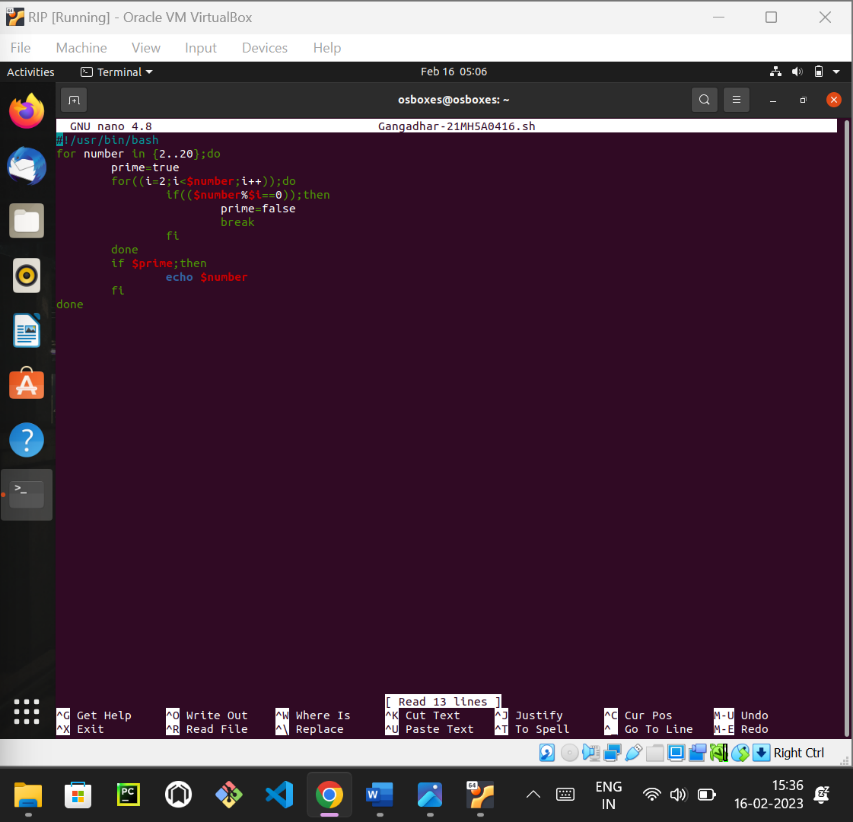 RIP [Running] - Oracle VM VirtualBox
File Machine View Input Devices Help
Activities Terminal Feb 16 05:06
osboxes@osboxes: ~
GNU nano 4.8 Gangadhar-21MH5A0416.sh
#!/usr/bin/bash
for number in {2..20};do
prime=true
for((i=2;i<$number;i++));do
if(($number%$i==0));then
prime=false
break
fi
done
if $prime;then
echo $number
fi
done
[ Read 13 lines ]
^G Get Help ^O Write Out ^W Where Is ^K Cut Text ^J Justify ^C Cur Pos M-U Undo
^X Exit ^R Read File ^\ Replace ^U Paste Text ^T To Spell ^_ Go To Line M-E Redo
Right Ctrl
PC
64
ENG
IN
15:36
16-02-2023